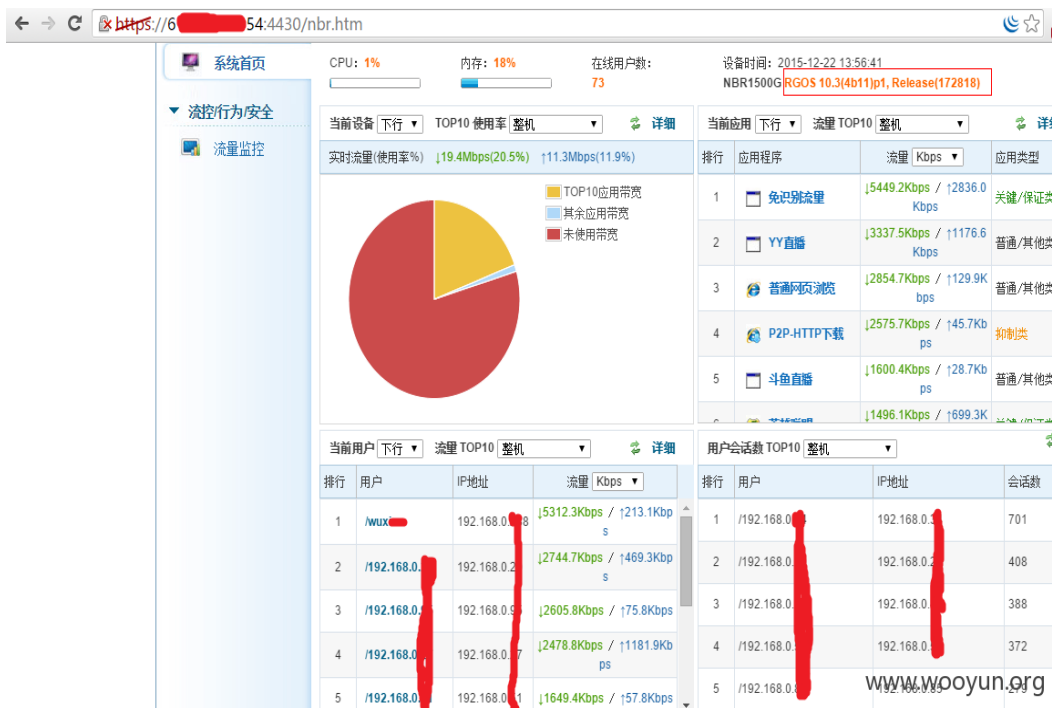 https://6 54:4430/nbr.htm
系统首页
流控/行为/安全
流量监控
CPU: 1%
内存: 18%
在线用户数:
73
设备时间: 2015-12-22 13:56:41
NBR1500G RGOS 10.3(4b11)p1, Release(172818)
当前设备 下行 TOP10 使用率 整机 详细
实时流量(使用率%) ↓19.4Mbps(20.5%) ↑11.3Mbps(11.9%)
TOP10应用带宽
其余应用带宽
未使用带宽
当前应用 下行 流量 TOP10 整机
排行 应用程序 流量 Kbps 应用类型
1 免识别流量 ↓5449.2Kbps / ↑2836.0
Kbps 关键/保证类
2 YY直播 ↓3337.5Kbps / ↑1176.6
Kbps 普通/其他类
3 普通网页浏览 ↓2854.7Kbps / ↑129.9K
bps 普通/其他类
4 P2P-HTTP下载 ↓2575.7Kbps / ↑45.7Kb
ps 抑制类
5 斗鱼直播 ↓1600.4Kbps / ↑28.7Kb
ps 普通/其他类
↓1496.1Kbps / ↑699.3K
当前用户 下行 流量 TOP10 整机 详细
排行 用户 IP地址 流量 Kbps
1 /wuxi 192.168.0. 8 ↓5312.3Kbps / ↑213.1Kbp
s
2 /192.168.0. 192.168.0.2 ↓2744.7Kbps / ↑469.3Kbp
s
3 /192.168.0. 192.168.0.9 ↓2605.8Kbps / ↑75.8Kbps
4 /192.168.0 192.168.0. 7 ↓2478.8Kbps / ↑1181.9Kb
ps
5 /192.168.0. 192.168.0. 1 ↓1649.4Kbps / ↑57.8Kbps
用户会话数 TOP10 整机
排行 用户 IP地址 会话数
1 /192.168.0. 192.168.0.3 701
2 /192.168.0. 192.168.0.2 408
3 /192.168.0. 192.168.0. 388
4 /192.168.0. 192.168.0. 372
5 /192.168.0.
www.wooyun.org